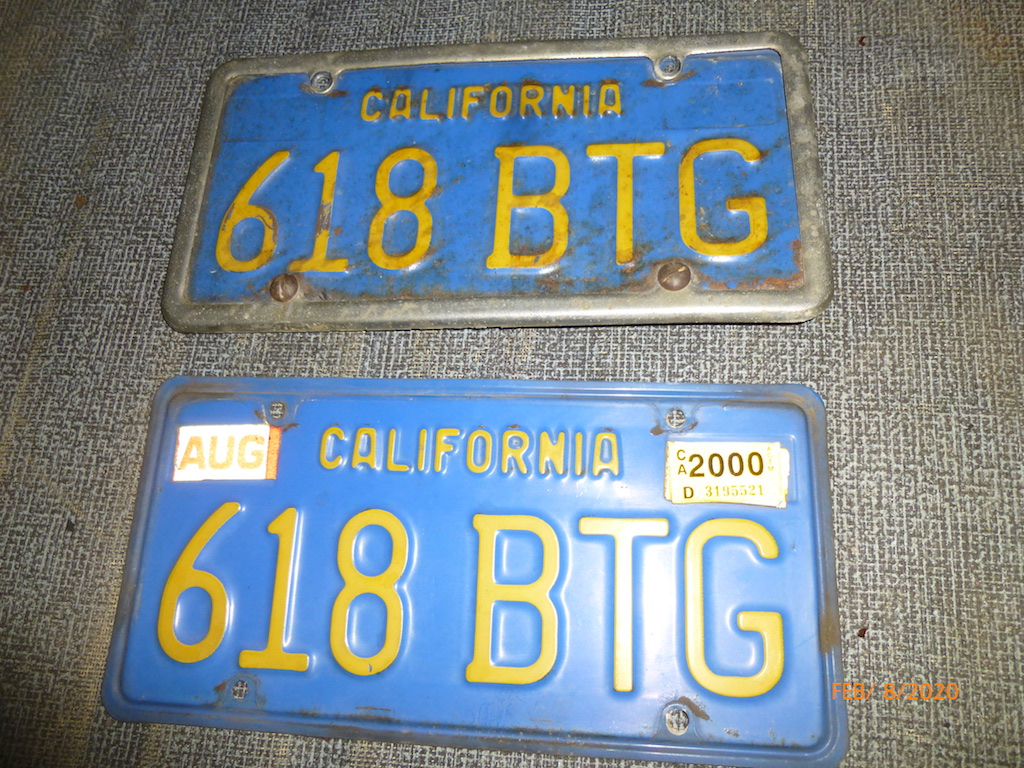 CALIFORNIA
618 BTG
AUG
CALIFORNIA
CA 2000
D 3195521
618 BTG
FEB/ 8/2020